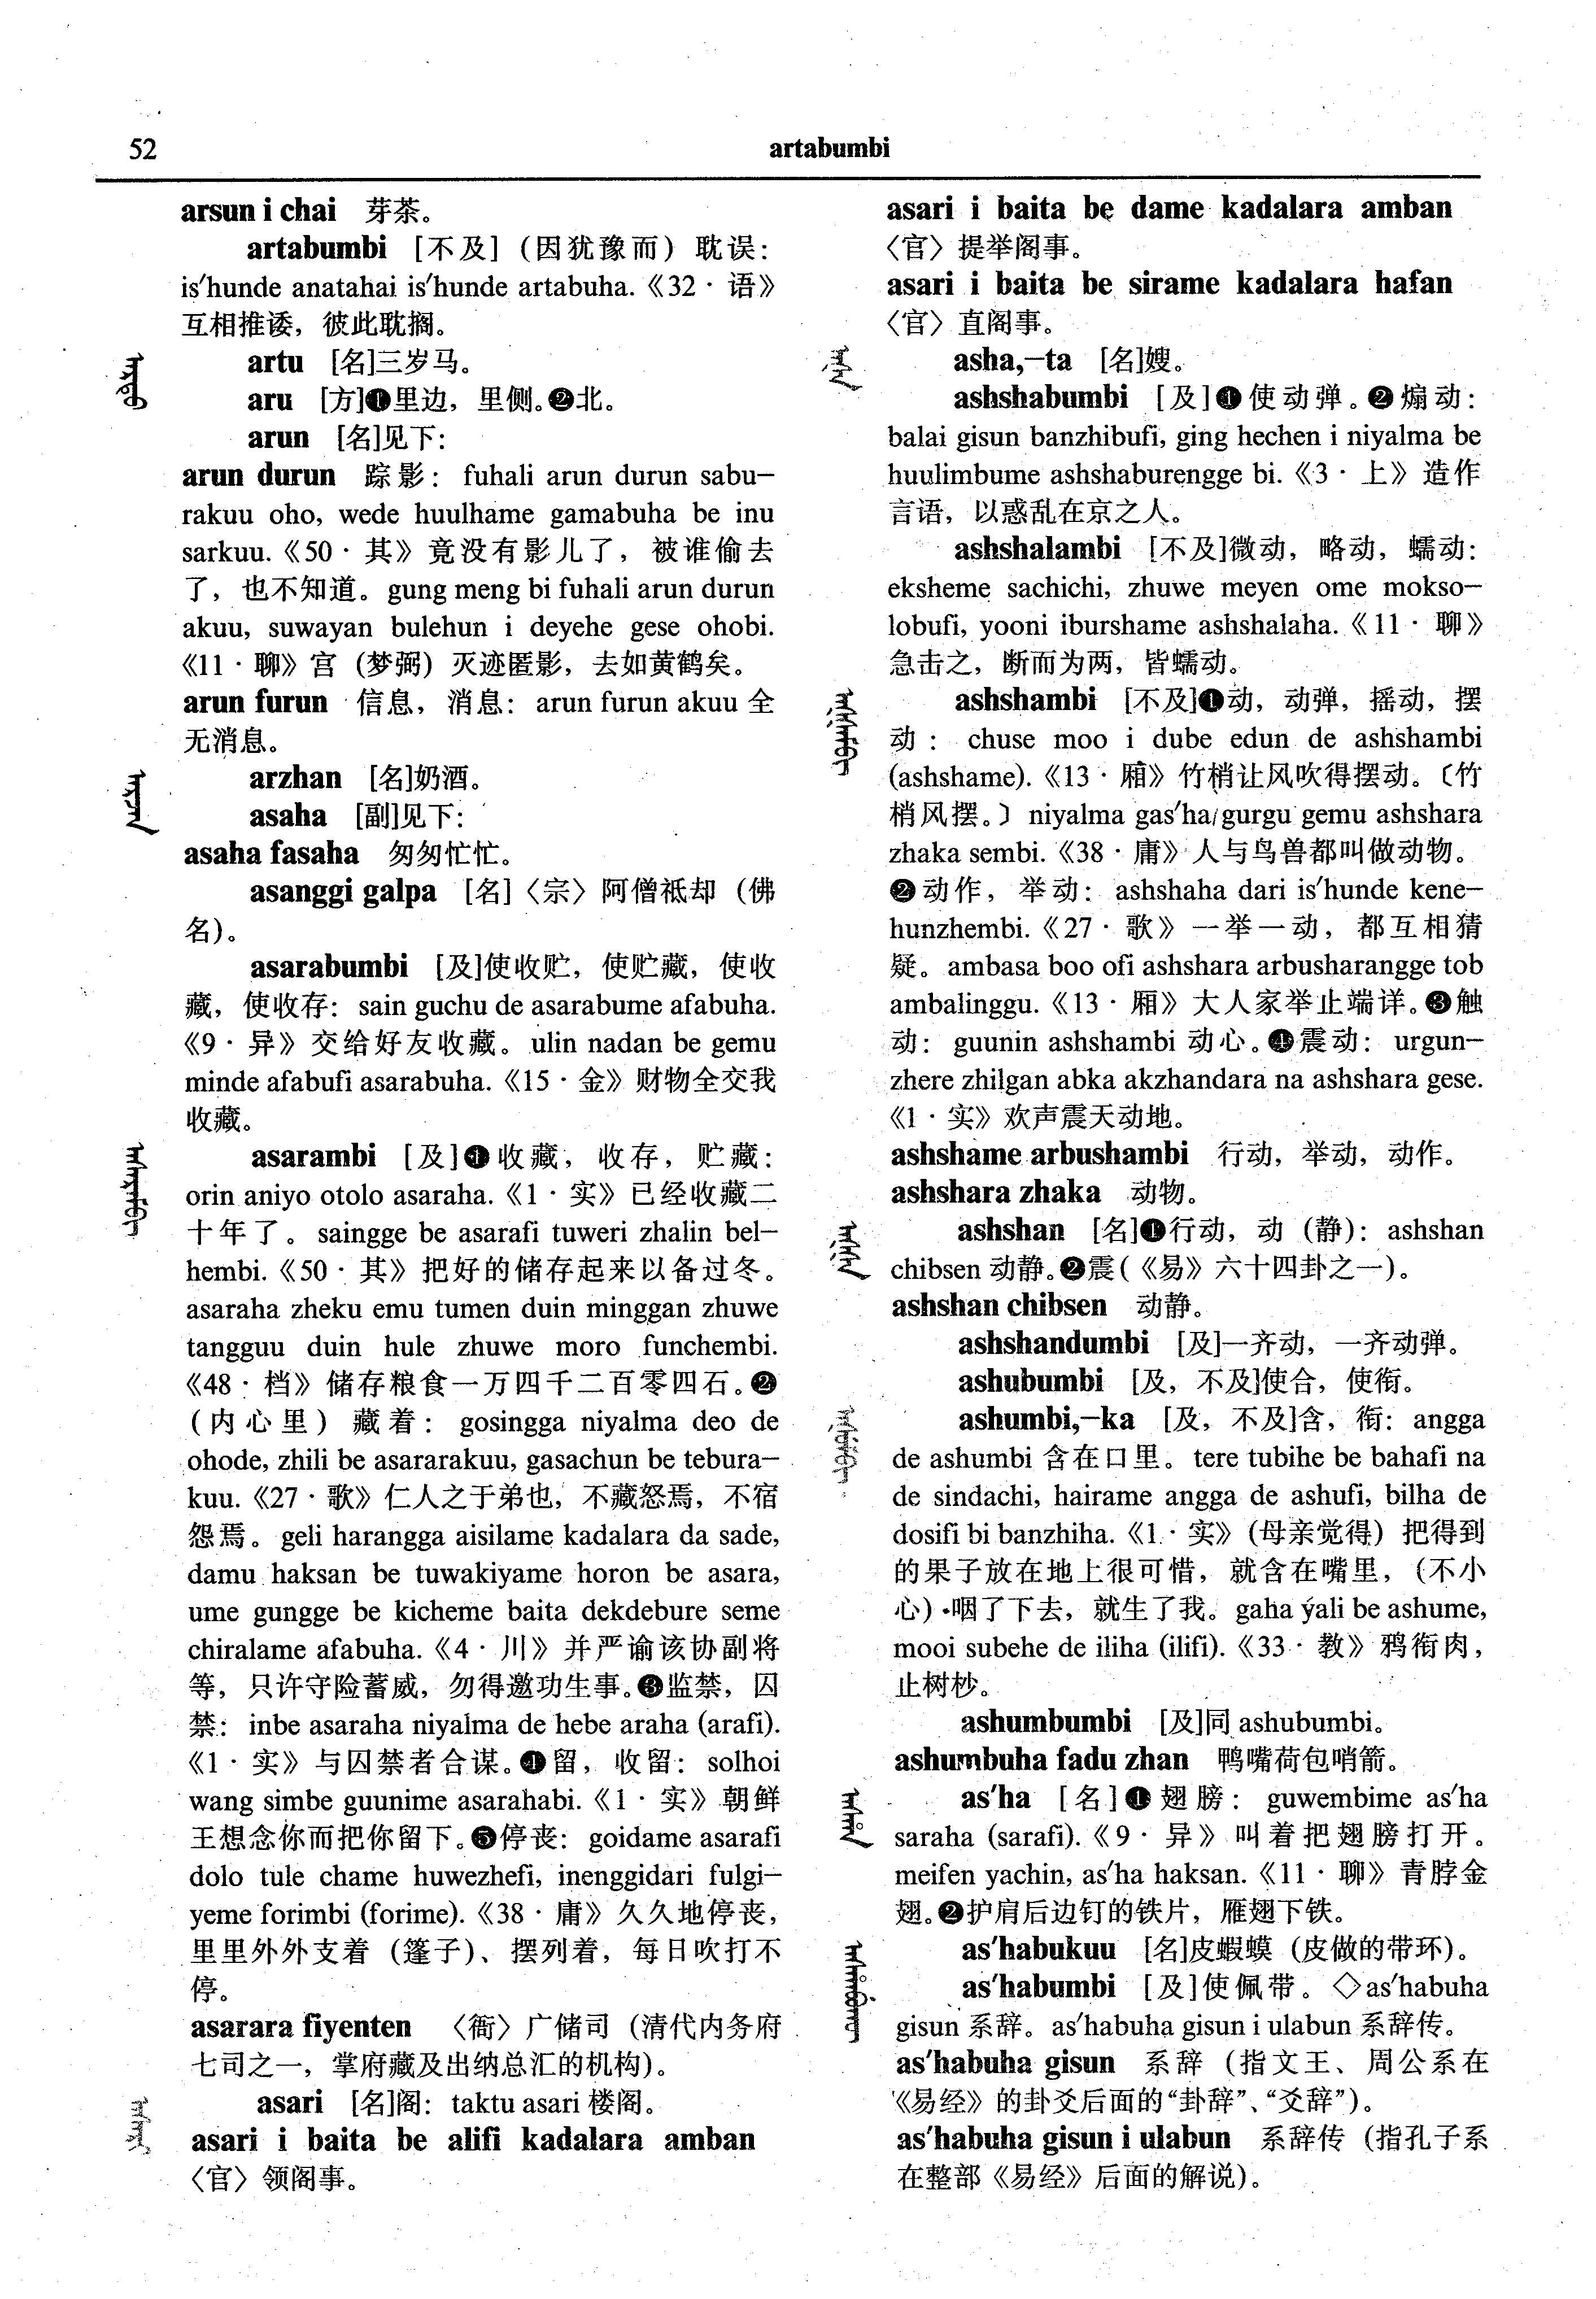 52
artabumbi
arsun i chai 芽茶。
artabumbi [不及]（因犹豫而）耽误：
is′hunde anatahai is′hunde artabuha.《32·语》
互相推诿，彼此耽搁。
artu [名]三岁马。
aru [方]❶里边，里侧。❷北。
arun [名]见下：
arun durun 踪影：fuhali arun durun sabu–
rakuu oho, wede huulhame gamabuha be inu
sarkuu.《50·其》竟没有影儿了，被谁偷去
了，也不知道。gung meng bi fuhali arun durun
akuu, suwayan bulehun i deyehe gese ohobi.
《11·聊》宫（梦弼）灭迹匿影，去如黄鹤矣。
arun furun 信息，消息：arun furun akuu 全
无消息。
arzhan [名]奶酒。
asaha [副]见下：
asaha fasaha 匆匆忙忙。
asanggi galpa [名]〈宗〉阿僧祇却（佛
名）。
asarabumbi [及]使收贮，使贮藏，使收
藏，使收存：sain guchu de asarabume afabuha.
《9·异》交给好友收藏。ulin nadan be gemu
minde afabufi asarabuha.《15·金》财物全交我
收藏。
asarambi [及]❶收藏，收存，贮藏：
orin aniyo otolo asaraha.《1·实》已经收藏二
十年了。saingge be asarafi tuweri zhalin bel–
hembi.《50·其》把好的储存起来以备过冬。
asaraha zheku emu tumen duin minggan zhuwe
tangguu duin hule zhuwe moro funchembi.
《48·档》储存粮食一万四千二百零四石。❷
（内心里）藏着：gosingga niyalma deo de
ohode, zhili be asararakuu, gasachun be tebura–
kuu.《27·歌》仁人之于弟也，不藏怒焉，不宿
怨焉。geli harangga aisilame kadalara da sade,
damu haksan be tuwakiyame horon be asara,
ume gungge be kicheme baita dekdebure seme
chiralame afabuha.《4·川》并严谕该协副将
等，只许守险蓄威，勿得邀功生事。❸监禁，囚
禁：inbe asaraha niyalma de hebe araha (arafi).
《1·实》与囚禁者合谋。❹留，收留：solhoi
wang simbe guunime asarahabi.《1·实》朝鲜
王想念你而把你留下。❺停丧：goidame asarafi
dolo tule chame huwezhefi, inenggidari fulgi–
yeme forimbi (forime).《38·庸》久久地停丧，
里里外外支着（篷子）、摆列着，每日吹打不
停。
asarara fiyenten 〈衙〉广储司（清代内务府
七司之一，掌府藏及出纳总汇的机构）。
asari [名]阁：taktu asari 楼阁。
asari i baita be alifi kadalara amban
〈官〉领阁事。
asari i baita be dame kadalara amban
〈官〉提举阁事。
asari i baita be sirame kadalara hafan
〈官〉直阁事。
asha,–ta [名]嫂。
ashshabumbi [及]❶使动弹。❷煽动：
balai gisun banzhibufi, ging hechen i niyalma be
huulimbume ashshaburengge bi.《3·上》造作
言语，以惑乱在京之人。
ashshalambi [不及]微动，略动，蠕动：
eksheme sachichi, zhuwe meyen ome mokso–
lobufi, yooni iburshame ashshalaha.《11·聊》
急击之，断而为两，皆蠕动。
ashshambi [不及]❶动，动弹，摇动，摆
动：chuse moo i dube edun de ashshambi
(ashshame).《13·厢》竹梢让风吹得摆动。〔竹
梢风摆。〕niyalma gas′ha/gurgu gemu ashshara
zhaka sembi.《38·庸》人与鸟兽都叫做动物。
❷动作，举动：ashshaha dari is′hunde kene–
hunzhembi.《27·歌》一举一动，都互相猜
疑。ambasa boo ofi ashshara arbusharangge tob
ambalinggu.《13·厢》大人家举止端详。❸触
动：guunin ashshambi 动心。❹震动：urgun–
zhere zhilgan abka akzhandara na ashshara gese.
《1·实》欢声震天动地。
ashshame arbushambi 行动，举动，动作。
ashshara zhaka 动物。
ashshan [名]❶行动，动（静）：ashshan
chibsen 动静。❷震（《易》六十四卦之一）。
ashshan chibsen 动静。
ashshandumbi [及]一齐动，一齐动弹。
ashubumbi [及，不及]使合，使衔。
ashumbi,–ka [及，不及]含，衔：angga
de ashumbi 含在口里。tere tubihe be bahafi na
de sindachi, hairame angga de ashufi, bilha de
dosifi bi banzhiha.《1·实》（母亲觉得）把得到
的果子放在地上很可惜，就含在嘴里，（不小
心）·咽了下去，就生了我。gaha ýali be ashume,
mooi subehe de iliha (ilifi).《33·教》鸦衔肉，
止树杪。
ashumbumbi [及]同 ashubumbi。
ashumbuha fadu zhan 鸭嘴荷包哨箭。
as′ha [名]❶翅膀：guwembime as′ha
saraha (sarafi).《9·异》叫着把翅膀打开。
meifen yachin, as′ha haksan.《11·聊》青脖金
翅。❷护肩后边钉的铁片，雁翅下铁。
as′habukuu [名]皮蝦蟆（皮做的带环）。
as′habumbi [及]使佩带。◇as′habuha
gisun 系辞。as′habuha gisun i ulabun 系辞传。
as′habuha gisun 系辞（指文王、周公系在
《易经》的卦爻后面的“卦辞”、“爻辞”）。
as′habuha gisun i ulabun 系辞传（指孔子系
在整部《易经》后面的解说）。